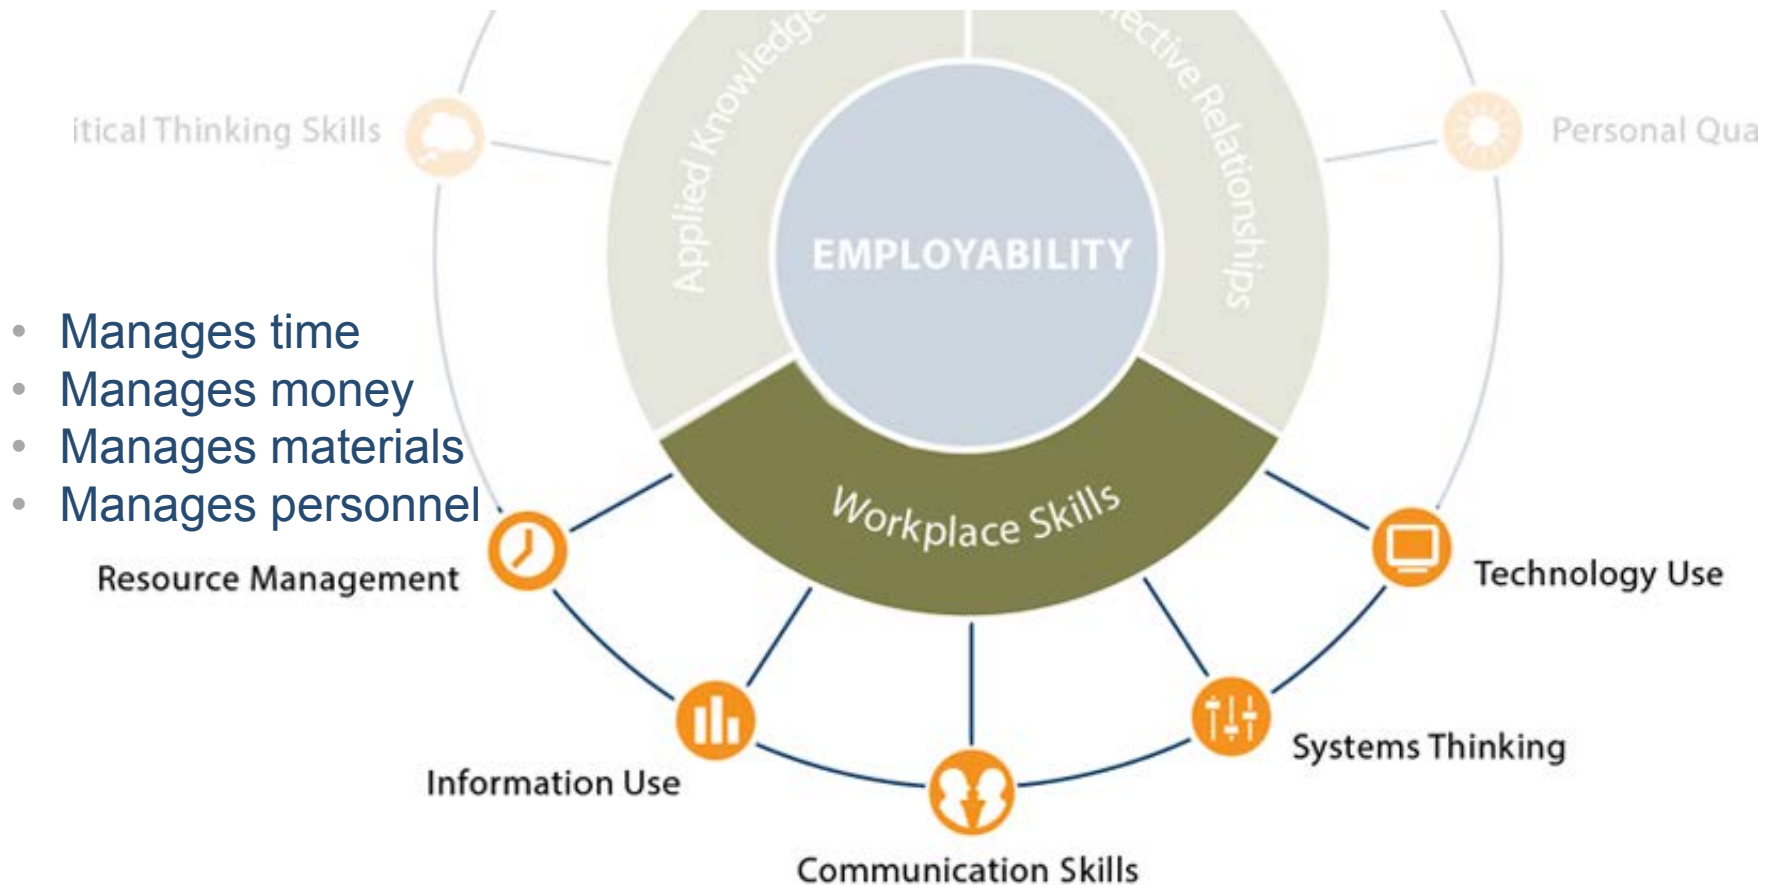 Applied Knowledge
ective Relationships
itical Thinking Skills
Personal Qua
EMPLOYABILITY
• Manages time
• Manages money
• Manages materials
• Manages personnel
Workplace Skills
Resource Management
Technology Use
Information Use
Systems Thinking
Communication Skills